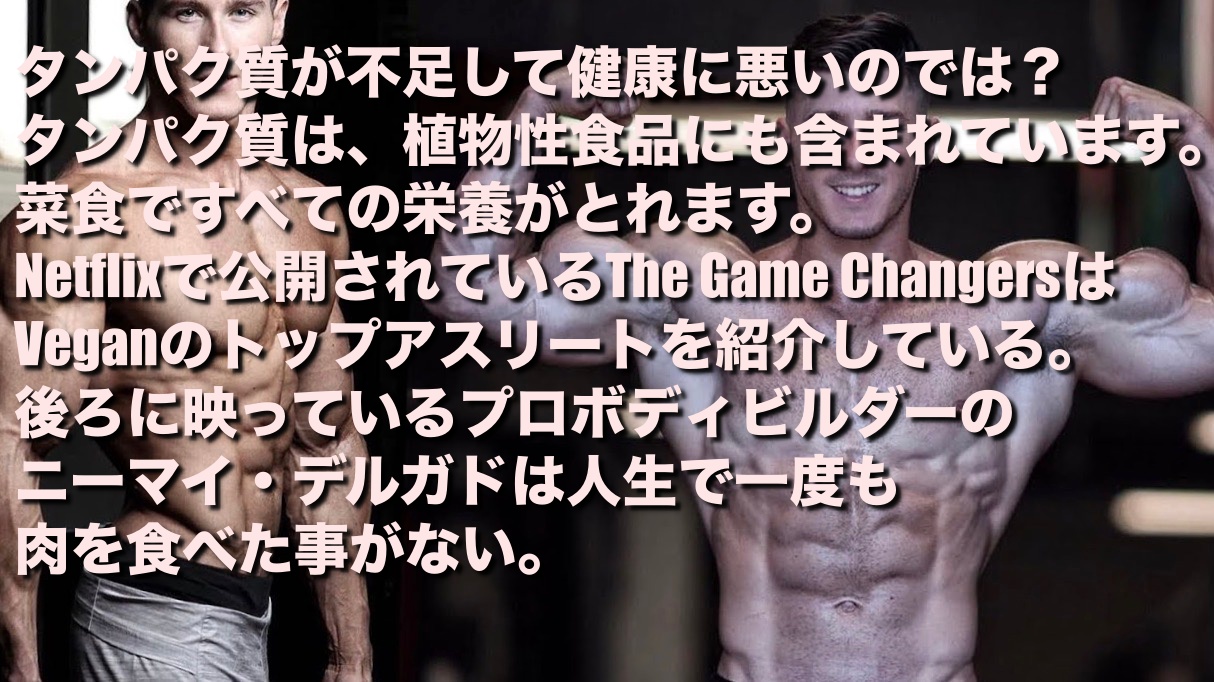 タンパク質が不足して健康に悪いのでは？
タンパク質は、植物性食品にも含まれています。
菜食ですべての栄養がとれます。
Netflixで公開されているThe Game Changersは
Veganのトップアスリートを紹介している。
後ろに映っているプロボディビルダーの
ニーマイ・デルガドは人生で一度も
肉を食べた事がない。